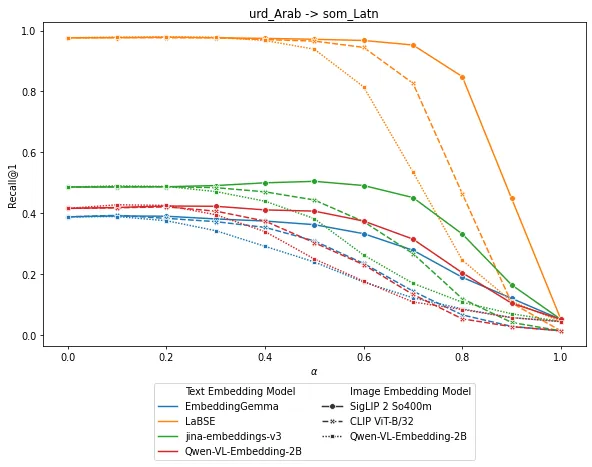 urd_Arab -> som_Latn
1.0
0.8
0.6
0.4
0.2
0.0
Recall@1
0.0 0.2 0.4 0.6 0.8 1.0
α
Text Embedding Model Image Embedding Model
EmbeddingGemma SigLIP 2 So400m
LaBSE CLIP ViT-B/32
jina-embeddings-v3 Qwen-VL-Embedding-2B
Qwen-VL-Embedding-2B